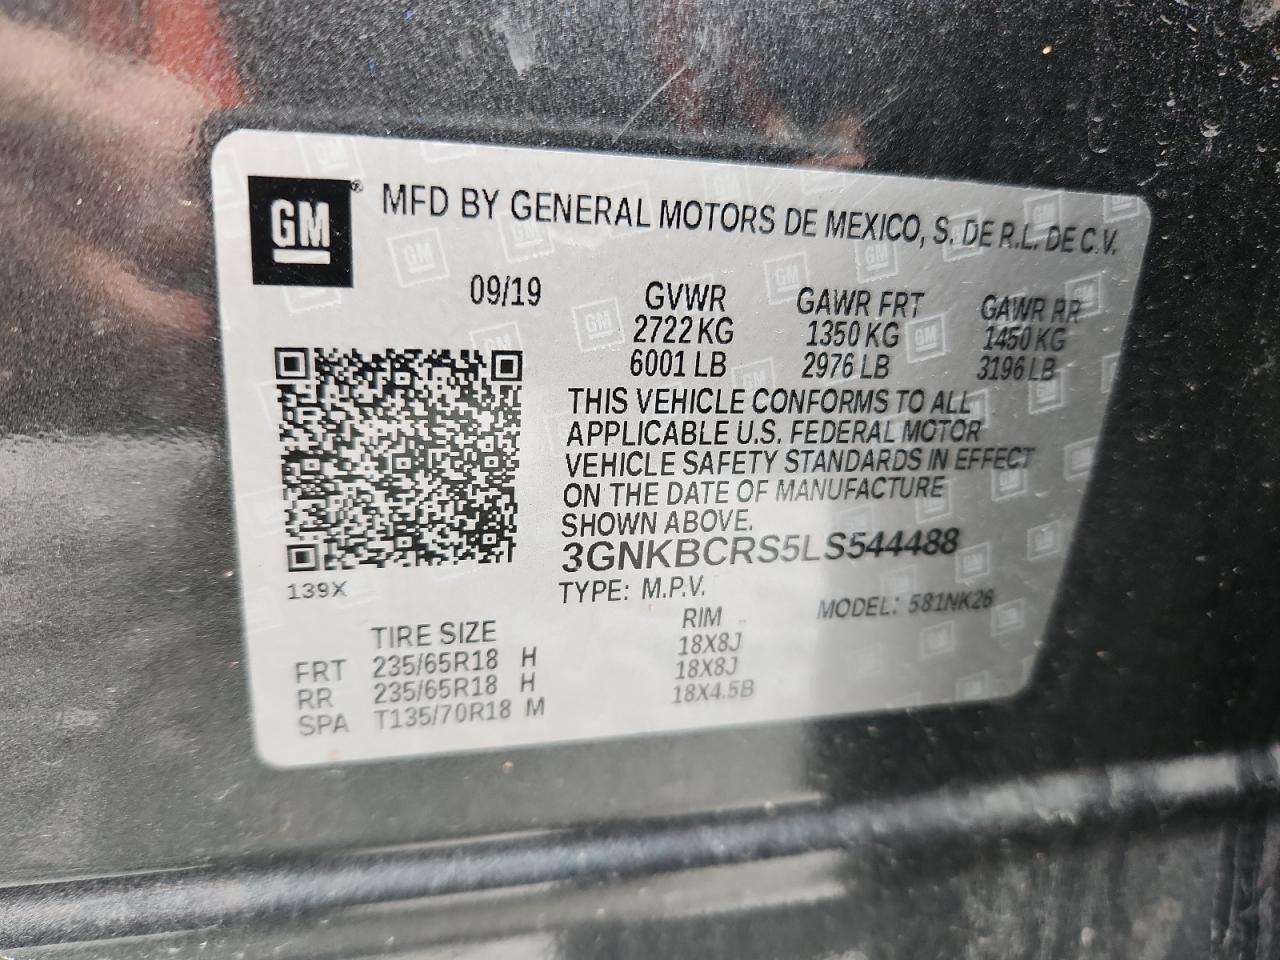 GM ® MFD BY GENERAL MOTORS DE MEXICO, S. DE R.L. DE C.V.
09/19 GVWR GAWR FRT GAWR RR
2722 KG 1350 KG 1450 KG
6001 LB 2976 LB 3196 LB
THIS VEHICLE CONFORMS TO ALL
APPLICABLE U.S. FEDERAL MOTOR
VEHICLE SAFETY STANDARDS IN EFFECT
ON THE DATE OF MANUFACTURE
SHOWN ABOVE.
3GNKBCRS5LS544488
139X
TYPE: M.P.V. MODEL: 581NK26
TIRE SIZE RIM
FRT 235/65R18 H 18X8J
RR 235/65R18 H 18X8J
SPA T135/70R18 M 18X4.5B